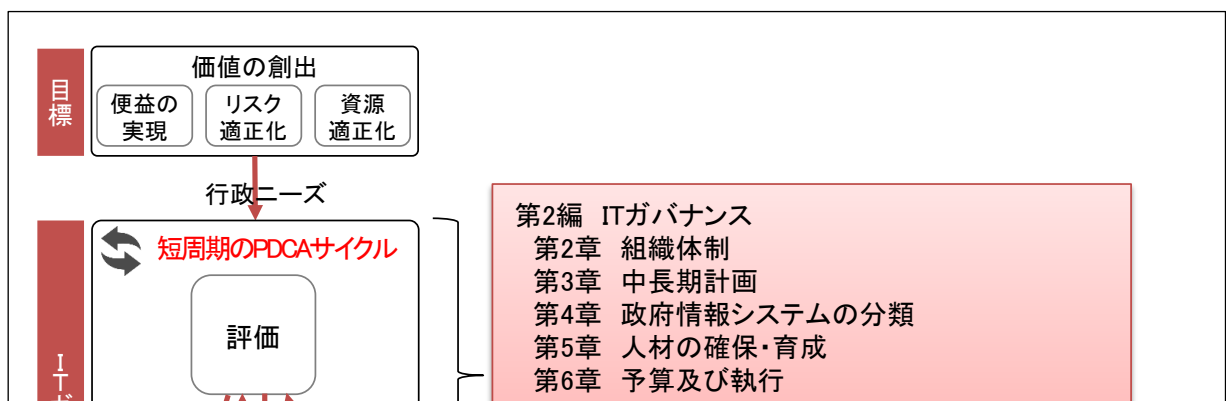 目標
価値の創出
便益の
実現
リスク
適正化
資源
適正化
行政ニーズ
短周期のPDCAサイクル
評価
ITガ
第2編 ITガバナンス
第2章 組織体制
第3章 中長期計画
第4章 政府情報システムの分類
第5章 人材の確保・育成
第6章 予算及び執行